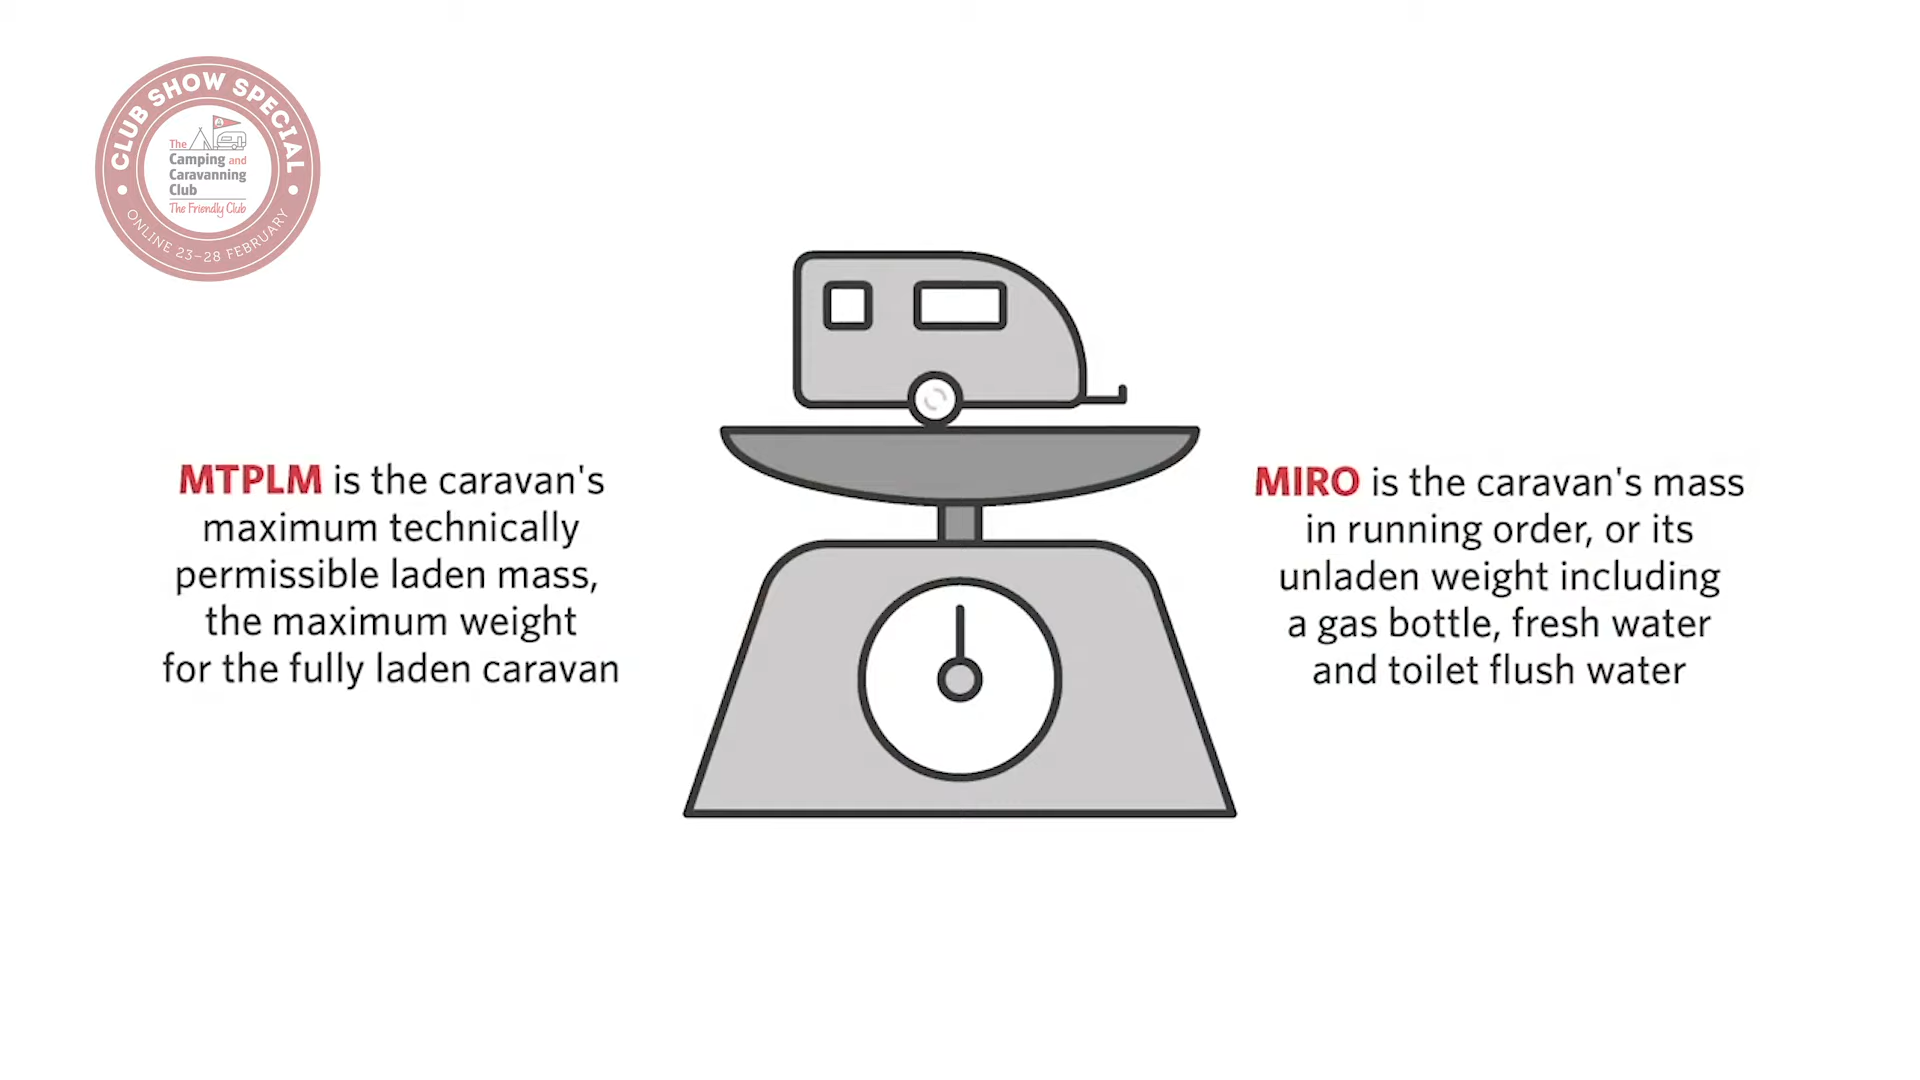 CLUB SHOW SPECIAL
The
Camping and
Caravanning
Club
The Friendly Club
ONLINE 23–28 FEBRUARY
MTPLM is the caravan's
maximum technically
permissible laden mass,
the maximum weight
for the fully laden caravan
MIRO is the caravan's mass
in running order, or its
unladen weight including
a gas bottle, fresh water
and toilet flush water